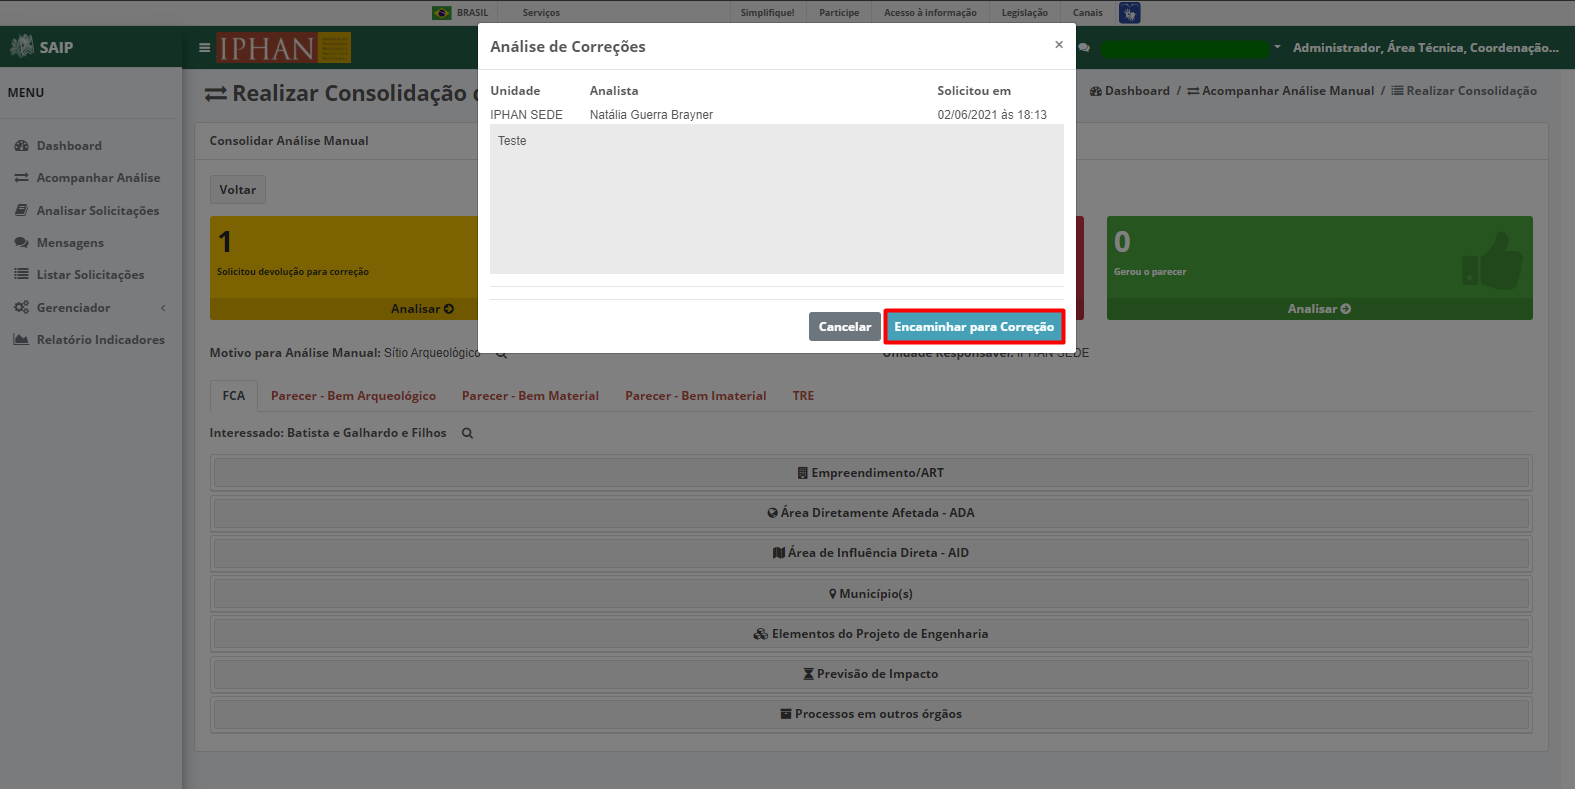 BRASIL Serviços Simplifique! Participe Acesso à informação Legislação Canais
SAIP
IPHAN
Administrador, Área Técnica, Coordenação...
MENU
Dashboard
Acompanhar Análise
Analisar Solicitações
Mensagens
Listar Solicitações
Gerenciador
Relatório Indicadores
Realizar Consolidação
Dashboard / Acompanhar Análise Manual / Realizar Consolidação
Consolidar Análise Manual
Voltar
1
Solicitou devolução para correção
Analisar
0
Gerou o parecer
Analisar
Análise de Correções
×
Unidade Analista Solicitou em
IPHAN SEDE Natália Guerra Brayner 02/06/2021 às 18:13
Teste
Cancelar Encaminhar para Correção
Motivo para Análise Manual: Sítio Arqueológico Unidade Responsável: IPHAN SEDE
FCA Parecer - Bem Arqueológico Parecer - Bem Material Parecer - Bem Imaterial TRE
Interessado: Batista e Galhardo e Filhos
Empreendimento/ART
Área Diretamente Afetada - ADA
Área de Influência Direta - AID
Município(s)
Elementos do Projeto de Engenharia
Previsão de Impacto
Processos em outros órgãos